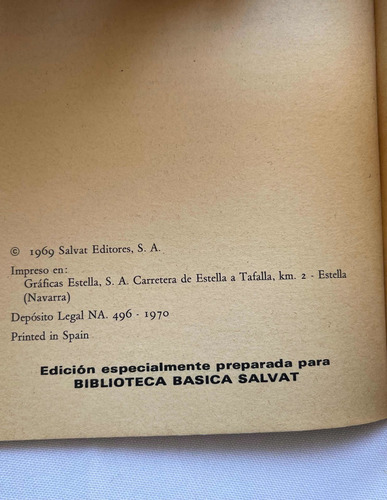 © 1969 Salvat Editores, S. A.
Impreso en:
Gráficas Estella, S. A. Carretera de Estella a Tafalla, km. 2 - Estella
(Navarra)
Depósito Legal NA. 496 - 1970
Printed in Spain
Edición especialmente preparada para
BIBLIOTECA BASICA SALVAT